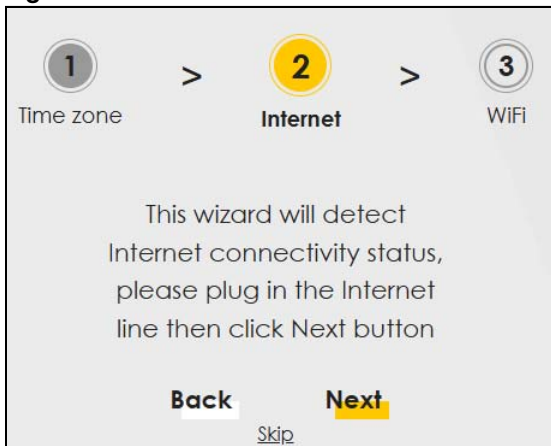 1 > 2 > 3
Time zone Internet WiFi
This wizard will detect
Internet connectivity status,
please plug in the Internet
line then click Next button
Back Next
Skip